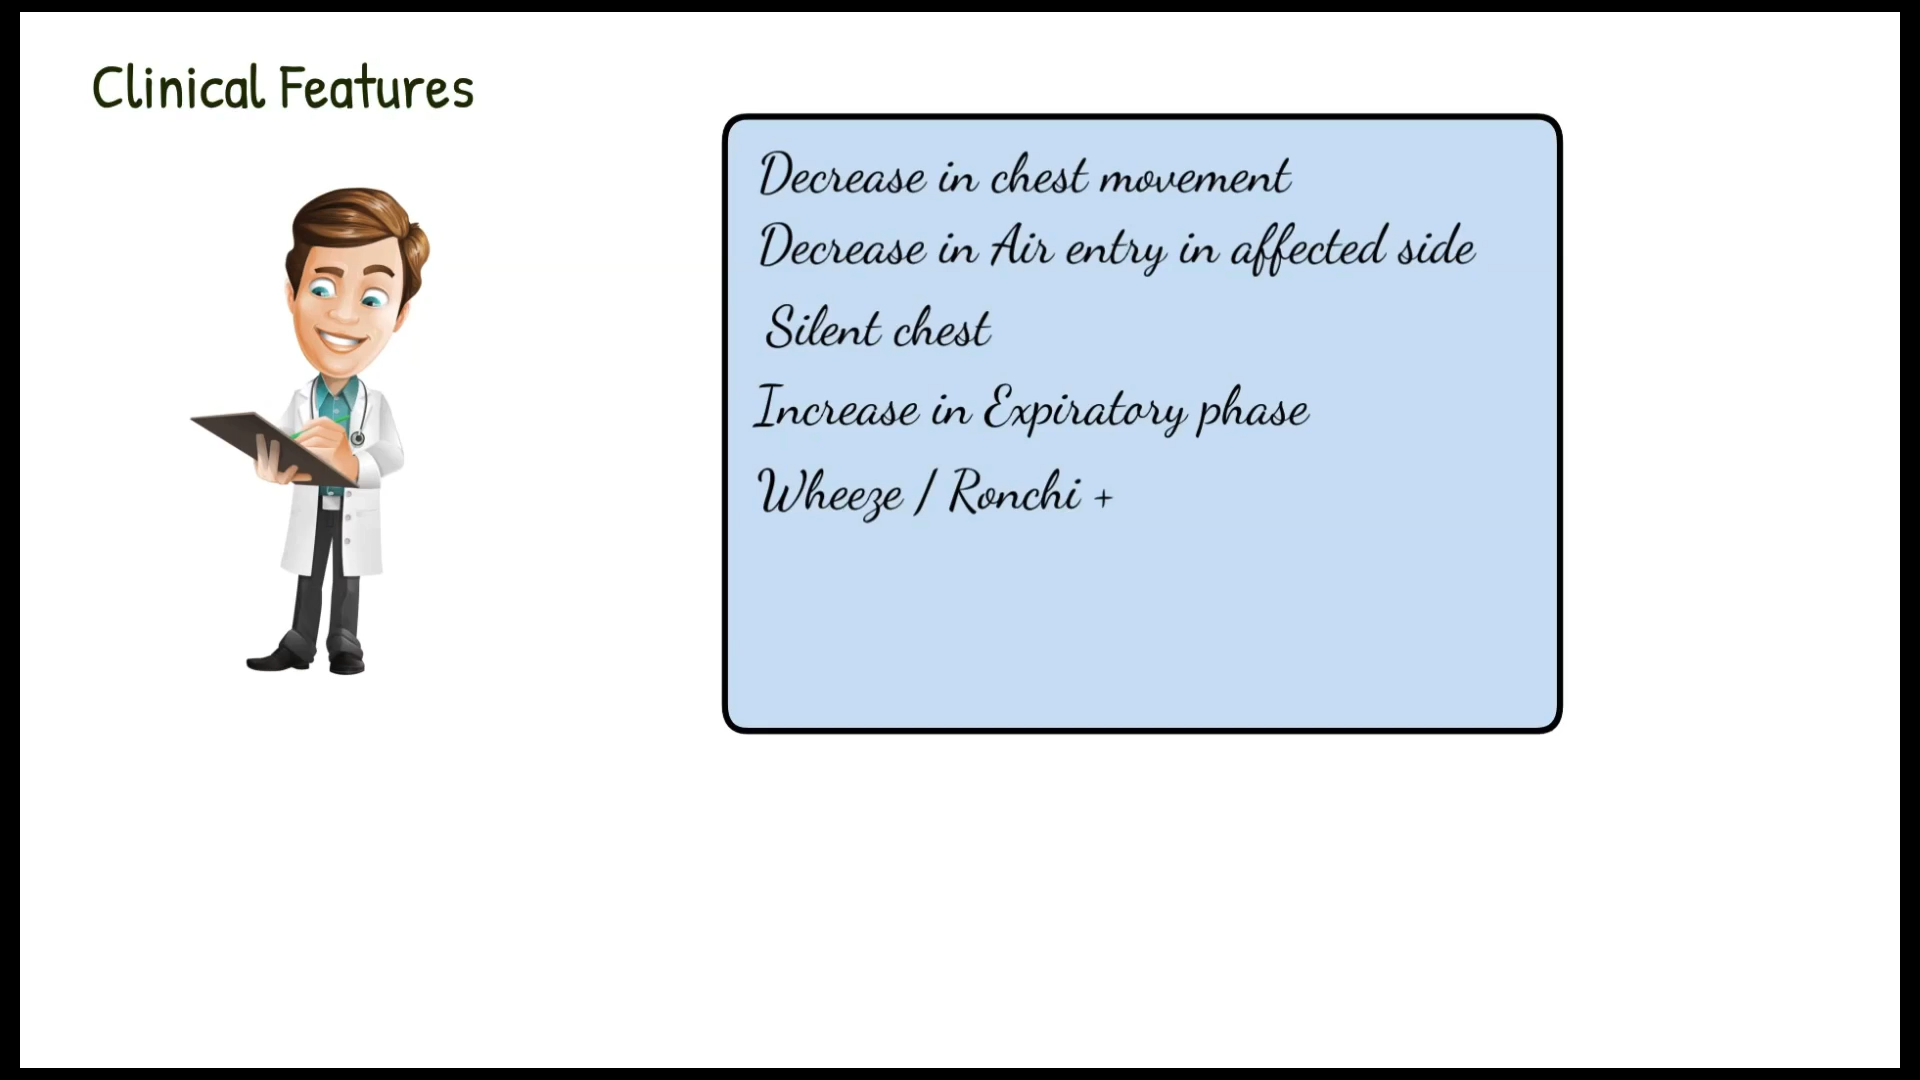 Clinical Features
Decrease in chest movement
Decrease in Air entry in affected side
Silent chest
Increase in Expiratory phase
Wheeze / Ronchi +